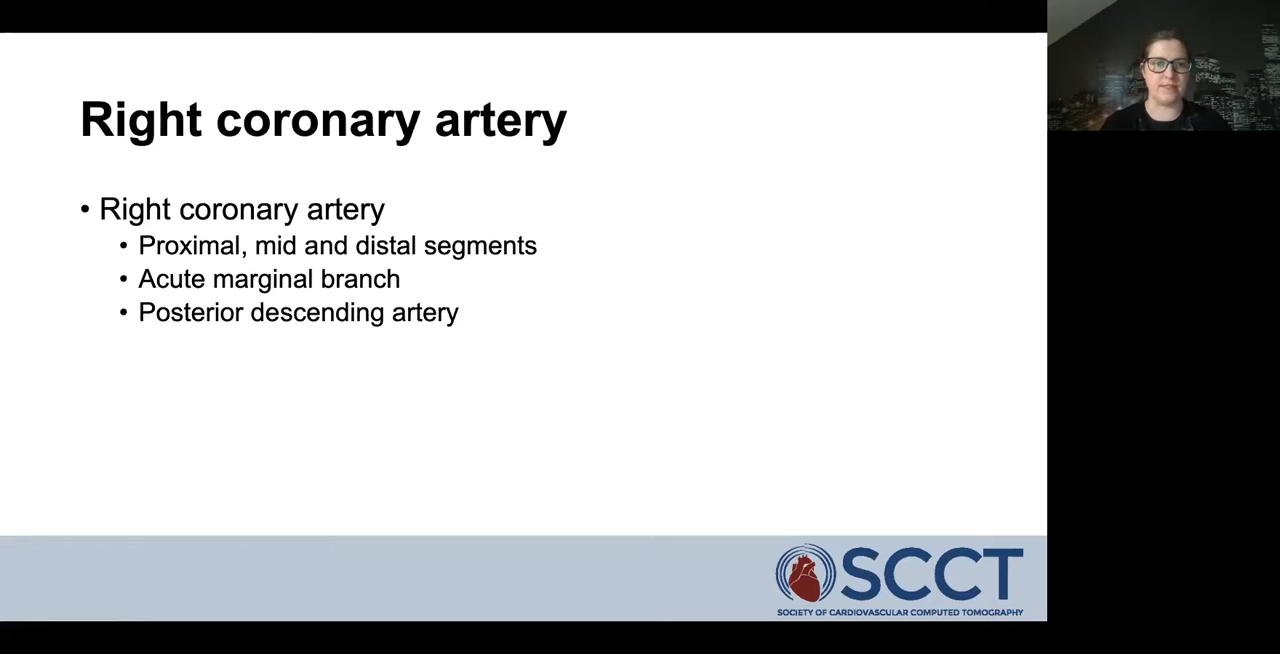 Right coronary artery
• Right coronary artery
• Proximal, mid and distal segments
• Acute marginal branch
• Posterior descending artery
SCCT
SOCIETY OF CARDIOVASCULAR COMPUTED TOMOGRAPHY